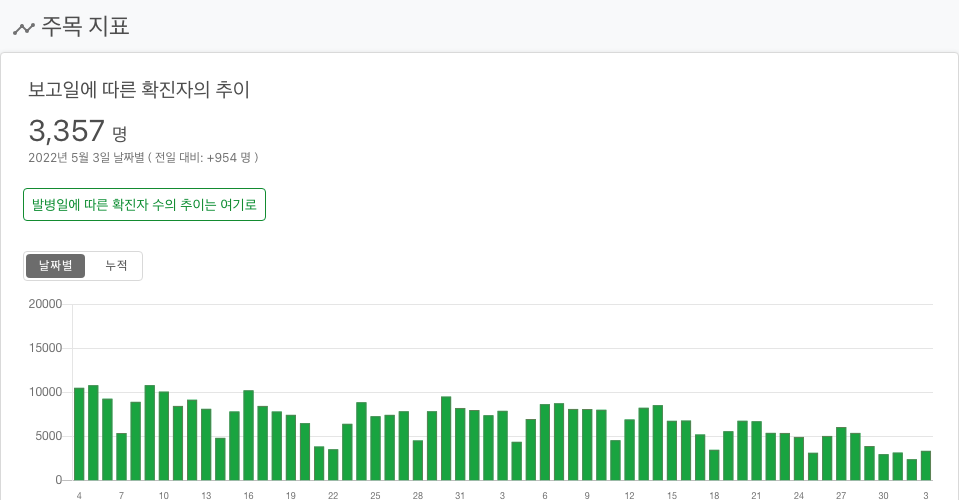 주목 지표
보고일에 따른 확진자의 추이
3,357 명
2022년 5월 3일 날짜별 ( 전일 대비: +954 명 )
발병일에 따른 확진자 수의 추이는 여기로
날짜별 누적
20000
15000
10000
5000
0
4 7 10 13 16 19 22 25 28 31 3 6 9 12 15 18 21 24 27 30 3